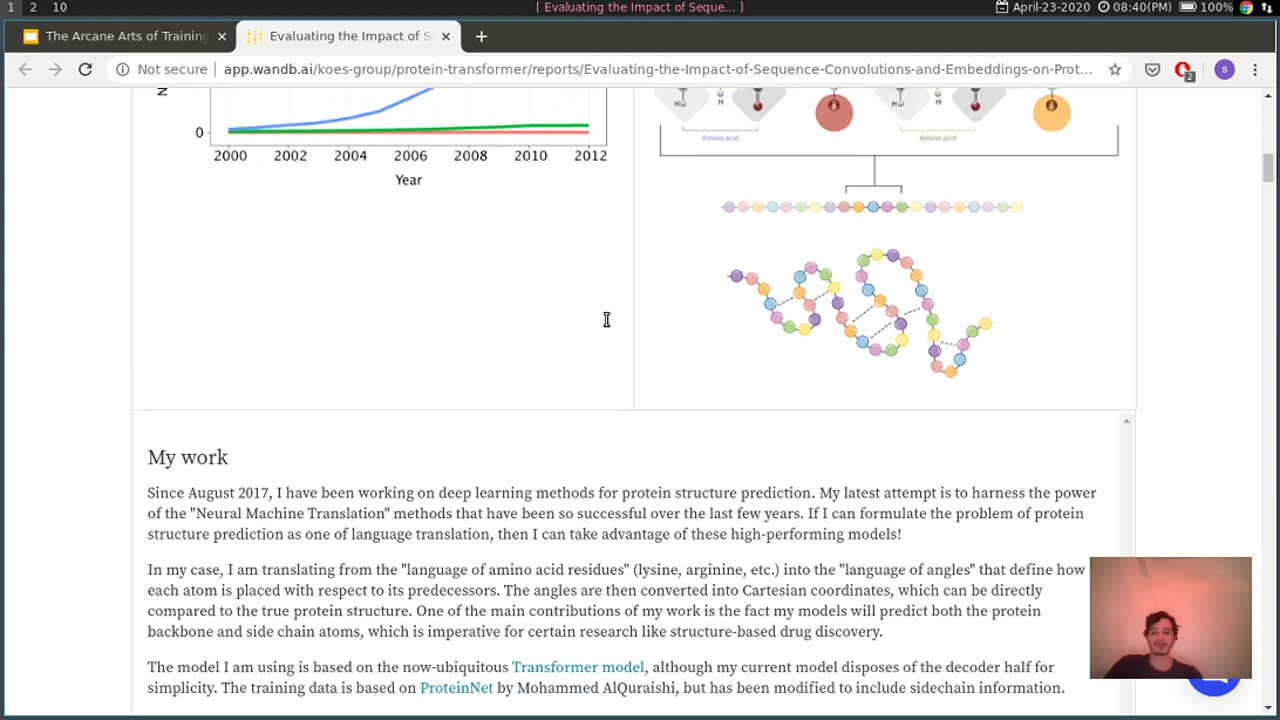 1 2 10
[ Evaluating the Impact of Seque... ]
April-23-2020 08:40(PM) 100%
The Arcane Arts of Training
Evaluating the Impact of S
Not secure
app.wandb.ai/koes-group/protein-transformer/reports/Evaluating-the-Impact-of-Sequence-Convolutions-and-Embeddings-on-Prot...
2
S
N
0
2000 2002 2004 2006 2008 2010 2012
Year
Amino acid
Amino acid
My work
Since August 2017, I have been working on deep learning methods for protein structure prediction. My latest attempt is to harness the power
of the "Neural Machine Translation" methods that have been so successful over the last few years. If I can formulate the problem of protein
structure prediction as one of language translation, then I can take advantage of these high-performing models!
In my case, I am translating from the "language of amino acid residues" (lysine, arginine, etc.) into the "language of angles" that define how
each atom is placed with respect to its predecessors. The angles are then converted into Cartesian coordinates, which can be directly
compared to the true protein structure. One of the main contributions of my work is the fact my models will predict both the protein
backbone and side chain atoms, which is imperative for certain research like structure-based drug discovery.
The model I am using is based on the now-ubiquitous Transformer model, although my current model disposes of the decoder half for
simplicity. The training data is based on ProteinNet by Mohammed AlQuraishi, but has been modified to include sidechain information.